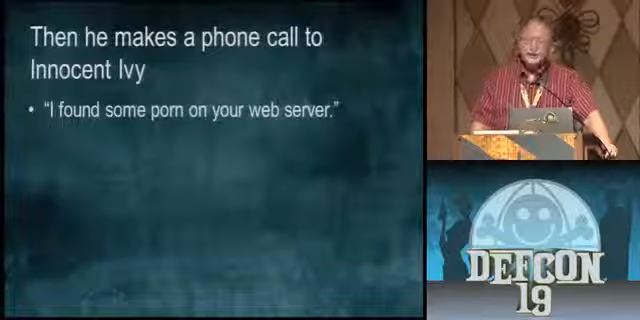 Then he makes a phone call to
Innocent Ivy
• “I found some porn on your web server.”
DEFCON
19